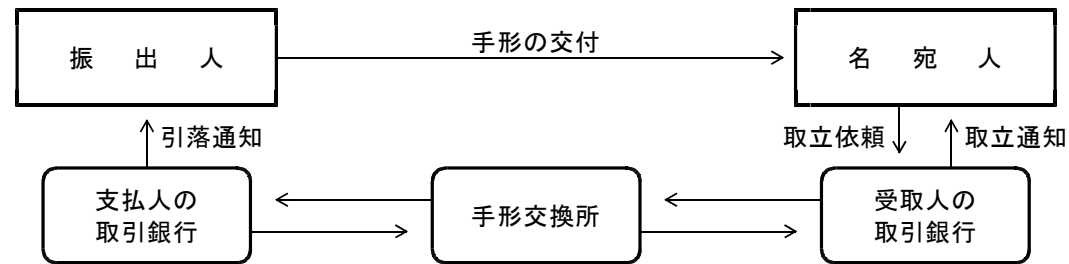 振出人
手形の交付
名宛人
引落通知
取立依頼
取立通知
支払人の
取引銀行
手形交換所
受取人の
取引銀行